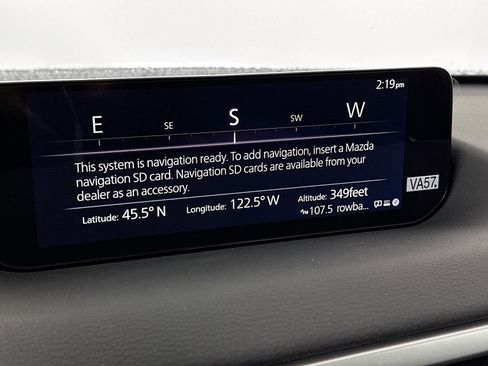 2:19pm
E SE S SW W
This system is navigation ready. To add navigation, insert a Mazda
navigation SD card. Navigation SD cards are available from your
dealer as an accessory.
Latitude: 45.5° N Longitude: 122.5° W Altitude: 349feet
FM 107.5 rowba...
VA57